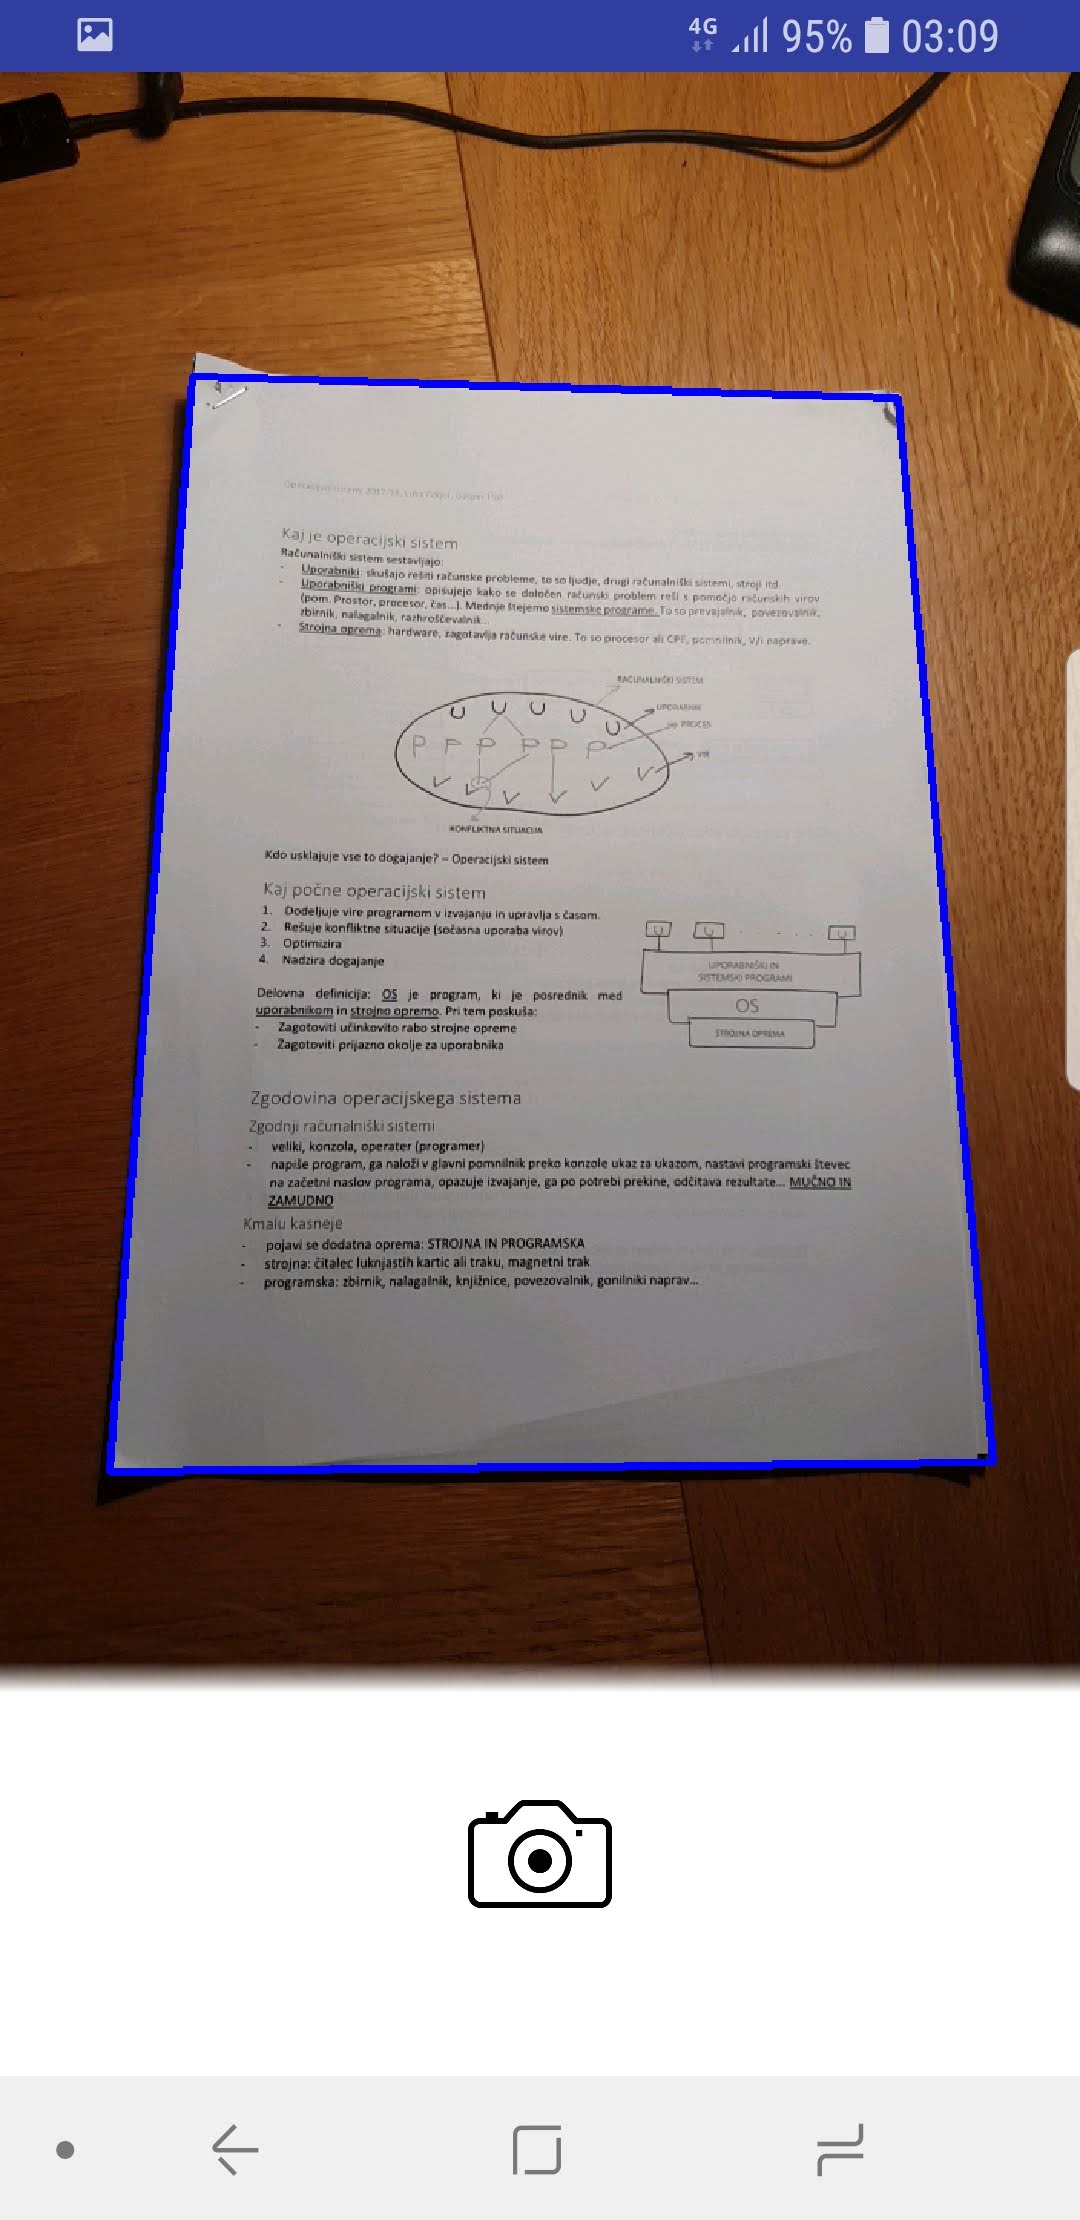 4G 95% 03:09
Operacijski sistemi 2017/18, Luka
Kaj je operacijski sistem
Računalniški sistem sestavljajo:
- Uporabniki: skušajo rešiti računske probleme, to so ljudje, drugi računalniški sistemi, stroji itd.
- Uporabniški programi: opisujejo kako se določen računski problem reši s pomočjo računskih virov
(pom. Prostor, procesor, čas...). Mednje štejemo sistemske programe. To so prevajalnik, povezovalnik,
zbirnik, nalagalnik, razhroščevalnik...
- Strojna oprema: hardware, zagotavlja računske vire. To so procesor ali CPE, pomnilnik, V/I naprave.
RAČUNALNIŠKI SISTEM
U U U U U
UPORABNIK
PROCES
P P P P P P
VIR
V V V V V V
KONFLIKTNA SITUACIJA
Kdo usklajuje vse to dogajanje? – Operacijski sistem
Kaj počne operacijski sistem
1. Dodeljuje vire programom v izvajanju in upravlja s časom.
2. Rešuje konfliktne situacije (sočasna uporaba virov)
3. Optimizira
4. Nadzira dogajanje
U U . . . . U
UPORABNIŠKI IN
SISTEMSKI PROGRAMI
OS
STROJNA OPREMA
Delovna definicija: OS je program, ki je posrednik med
uporabnikom in strojno opremo. Pri tem poskuša:
- Zagotoviti učinkovito rabo strojne opreme
- Zagotoviti prijazno okolje za uporabnika
Zgodovina operacijskega sistema
Zgodnji računalniški sistemi
- veliki, konzola, operater (programer)
- napiše program, ga naloži v glavni pomnilnik preko konzole ukaz za ukazom, nastavi programski števec
na začetni naslov programa, opazuje izvajanje, ga po potrebi prekine, odčitava rezultate... MUČNO IN
ZAMUDNO
Kmalu kasneje
- pojavi se dodatna oprema: STROJNA IN PROGRAMSKA
- strojna: čitalec luknjastih kartic ali traku, magnetni trak
- programska: zbirnik, nalagalnik, knjižnice, povezovalnik, gonilniki naprav...